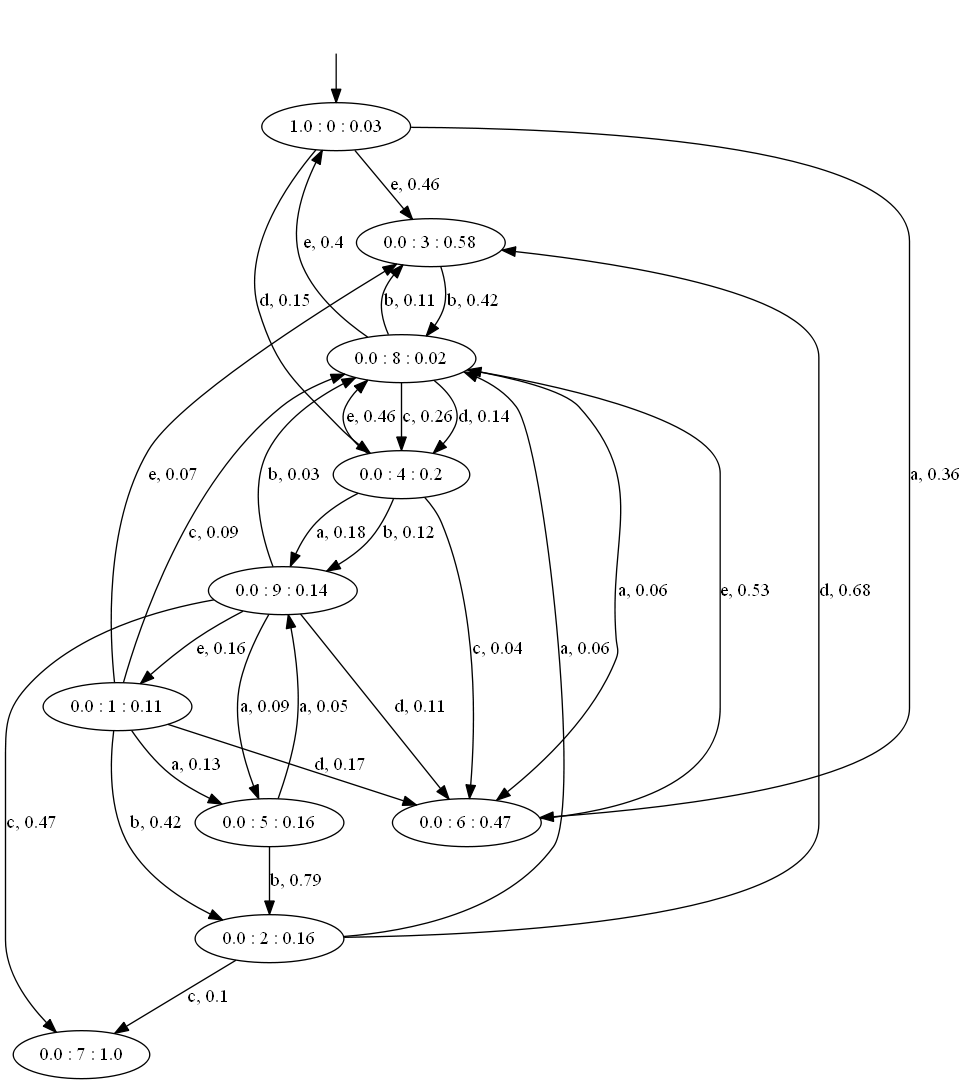 1.0 : 0 : 0.03
e, 0.46
0.0 : 3 : 0.58
e, 0.4
d, 0.15
b, 0.11
b, 0.42
0.0 : 8 : 0.02
e, 0.46
c, 0.26
d, 0.14
e, 0.07
b, 0.03
0.0 : 4 : 0.2
a, 0.36
c, 0.09
a, 0.18
b, 0.12
0.0 : 9 : 0.14
a, 0.06
e, 0.53
d, 0.68
e, 0.16
c, 0.04
a, 0.06
0.0 : 1 : 0.11
a, 0.09
a, 0.05
d, 0.11
a, 0.13
d, 0.17
c, 0.47
b, 0.42
0.0 : 5 : 0.16
0.0 : 6 : 0.47
b, 0.79
0.0 : 2 : 0.16
c, 0.1
0.0 : 7 : 1.0